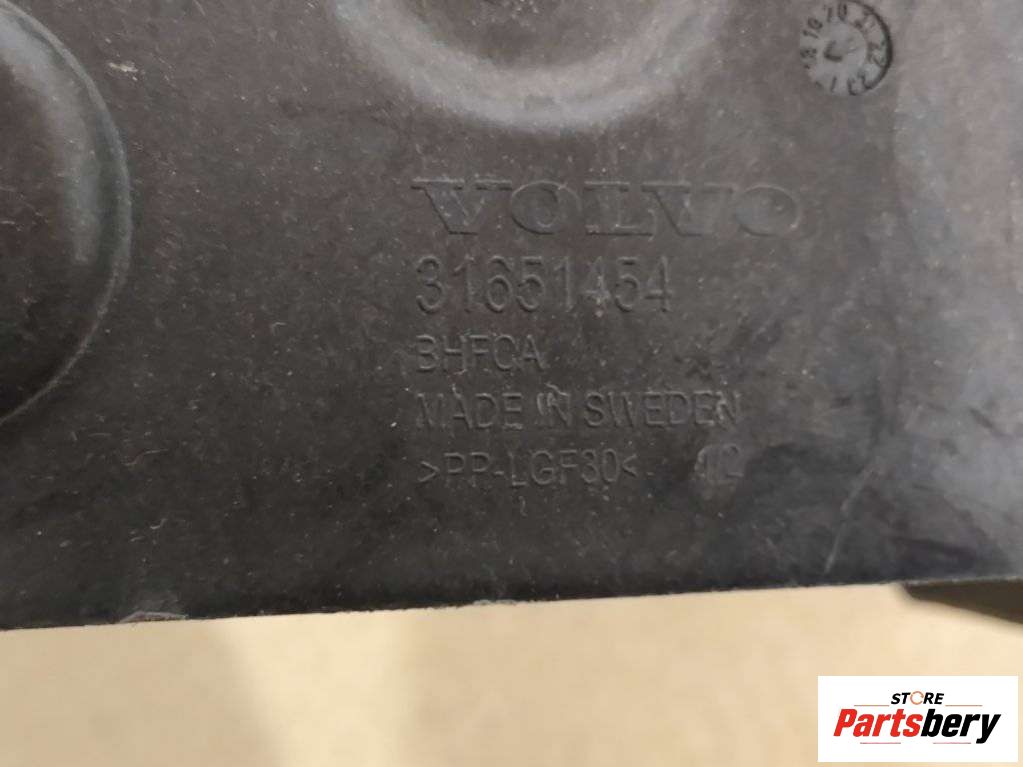 VOLVO
31651454
BHFCA
MADE IN SWEDEN
>PP-LGF30<
STORE
Partsbery